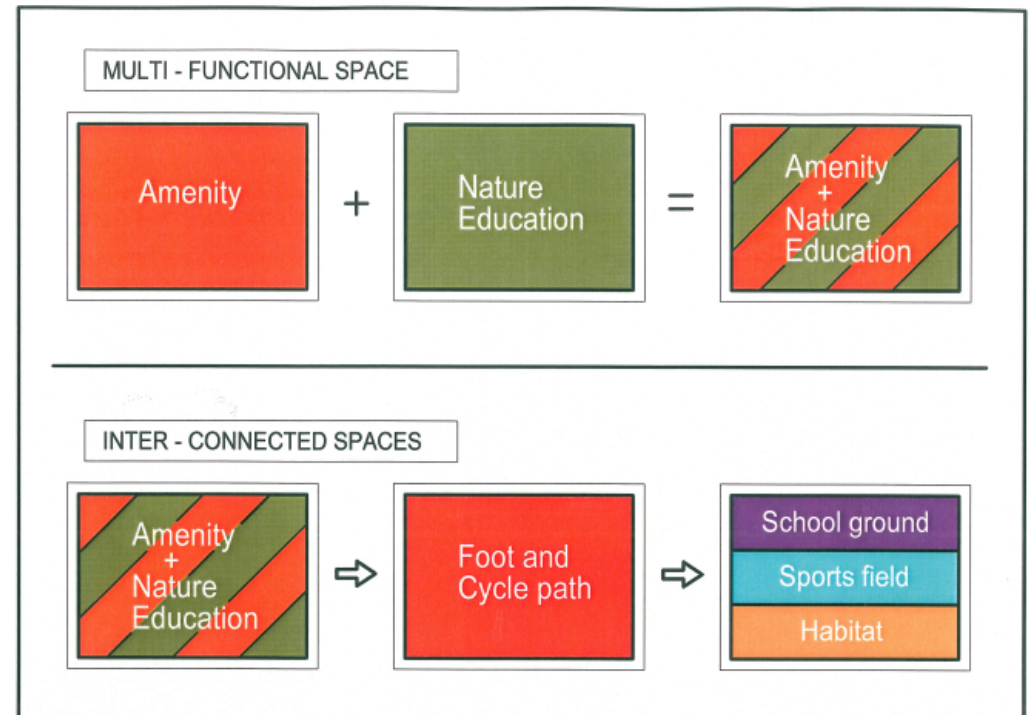 MULTI - FUNCTIONAL SPACE
Amenity
+
Nature
Education
=
Amenity
+
Nature
Education
INTER - CONNECTED SPACES
Amenity
+
Nature
Education
Foot and
Cycle path
School ground
Sports field
Habitat